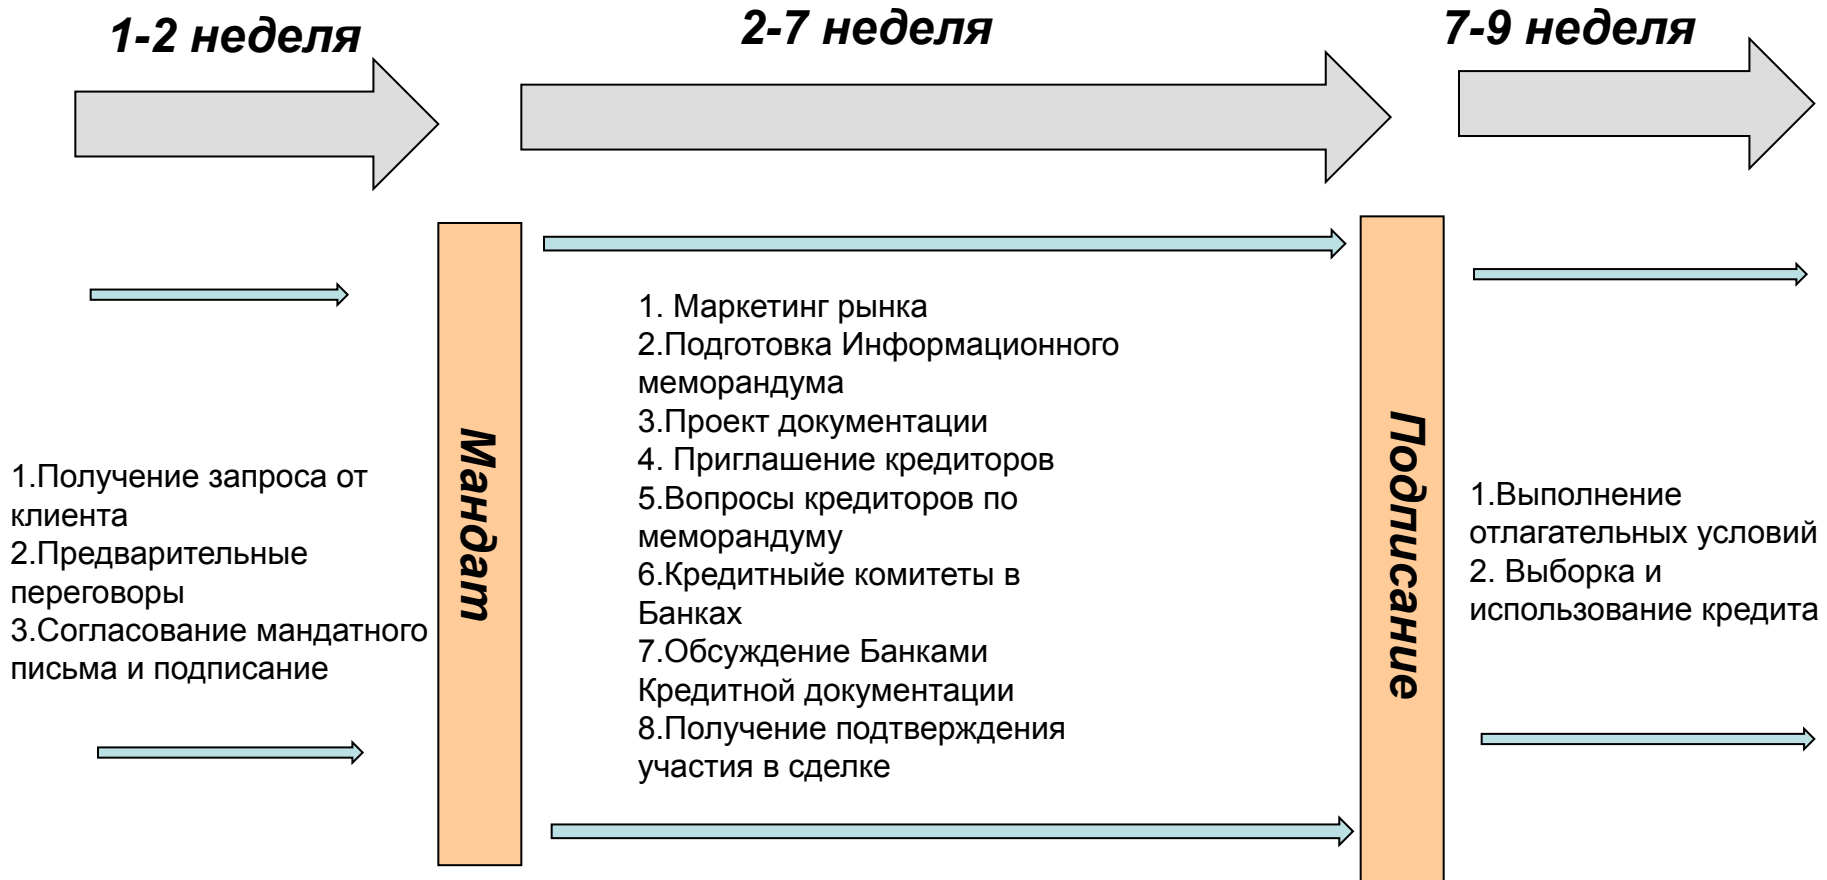 1-2 неделя
2-7 неделя
7-9 неделя
1.Получение запроса от
клиента
2.Предварительные
переговоры
3.Согласование мандатного
письма и подписание
Мандат
1. Маркетинг рынка
2.Подготовка Информационного
меморандума
3.Проект документации
4. Приглашение кредиторов
5.Вопросы кредиторов по
меморандуму
6.Кредитныйе комитеты в
Банках
7.Обсуждение Банками
Кредитной документации
8.Получение подтверждения
участия в сделке
Подписание
1.Выполнение
отлагательных условий
2. Выборка и
использование кредита